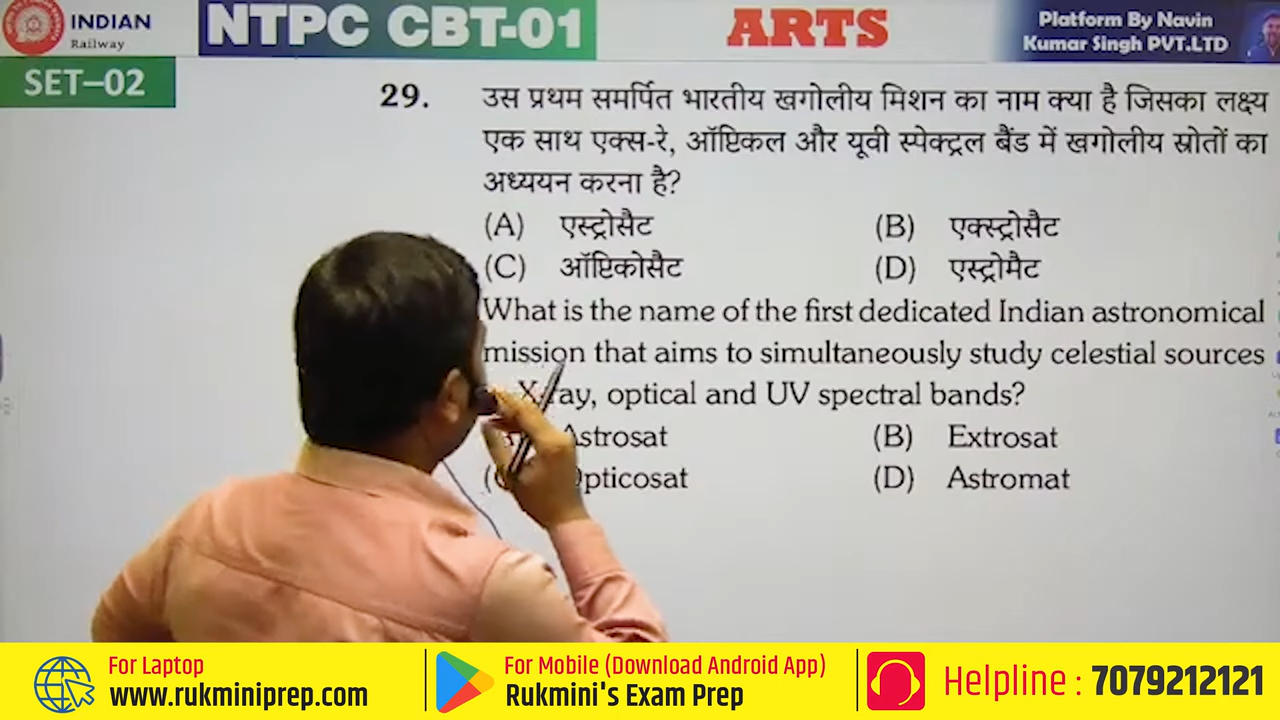 INDIAN
Railway
NTPC CBT-01
ARTS
Platform By Navin
Kumar Singh PVT.LTD
SET–02
29. उस प्रथम समर्पित भारतीय खगोलीय मिशन का नाम क्या है जिसका लक्ष्य
एक साथ एक्स-रे, ऑप्टिकल और यूवी स्पेक्ट्रल बैंड में खगोलीय स्रोतों का
अध्ययन करना है?
(A) एस्ट्रोसैट (B) एक्स्ट्रोसैट
(C) ऑप्टिकोसैट (D) एस्ट्रोमैट
What is the name of the first dedicated Indian astronomical
mission that aims to simultaneously study celestial sources
X-ray, optical and UV spectral bands?
Astrosat (B) Extrosat
Opticosat (D) Astromat
For Laptop
www.rukminiprep.com
For Mobile (Download Android App)
Rukmini's Exam Prep
Helpline : 7079212121